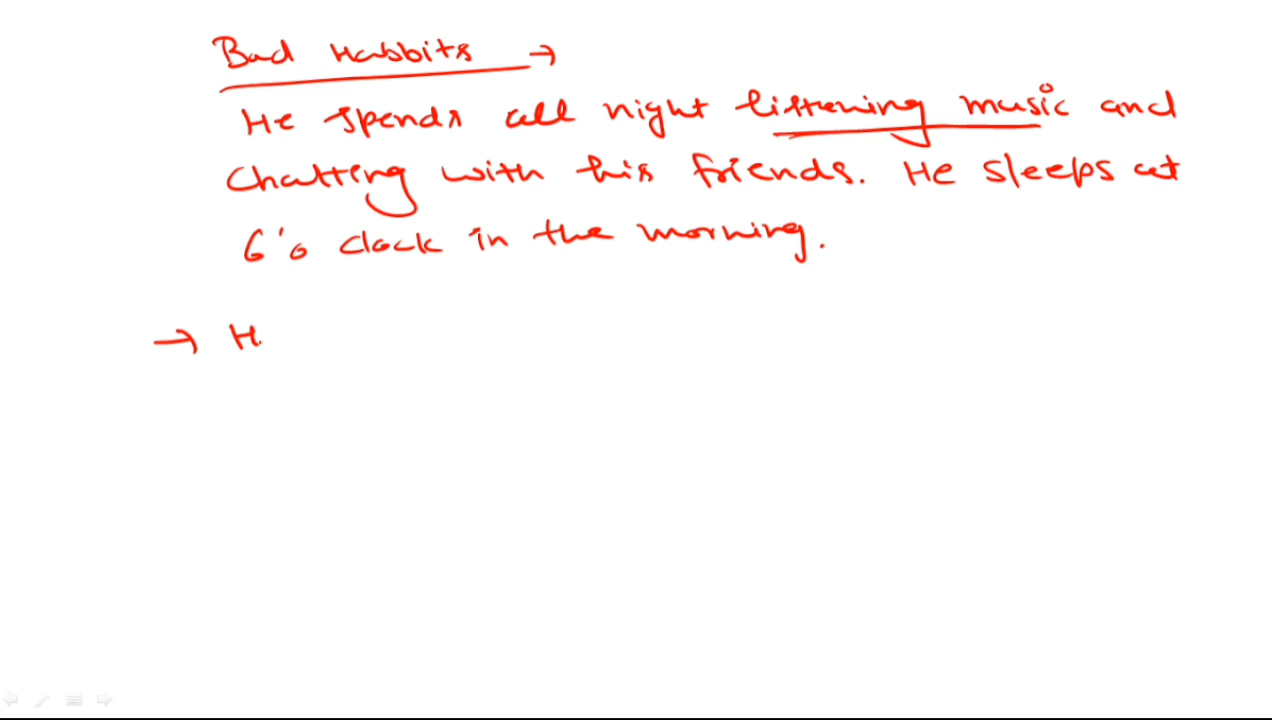 Bad Habbits →
He spends all night listening music and
chatting with his friends. He sleeps at
6'o clock in the morning.
→ H